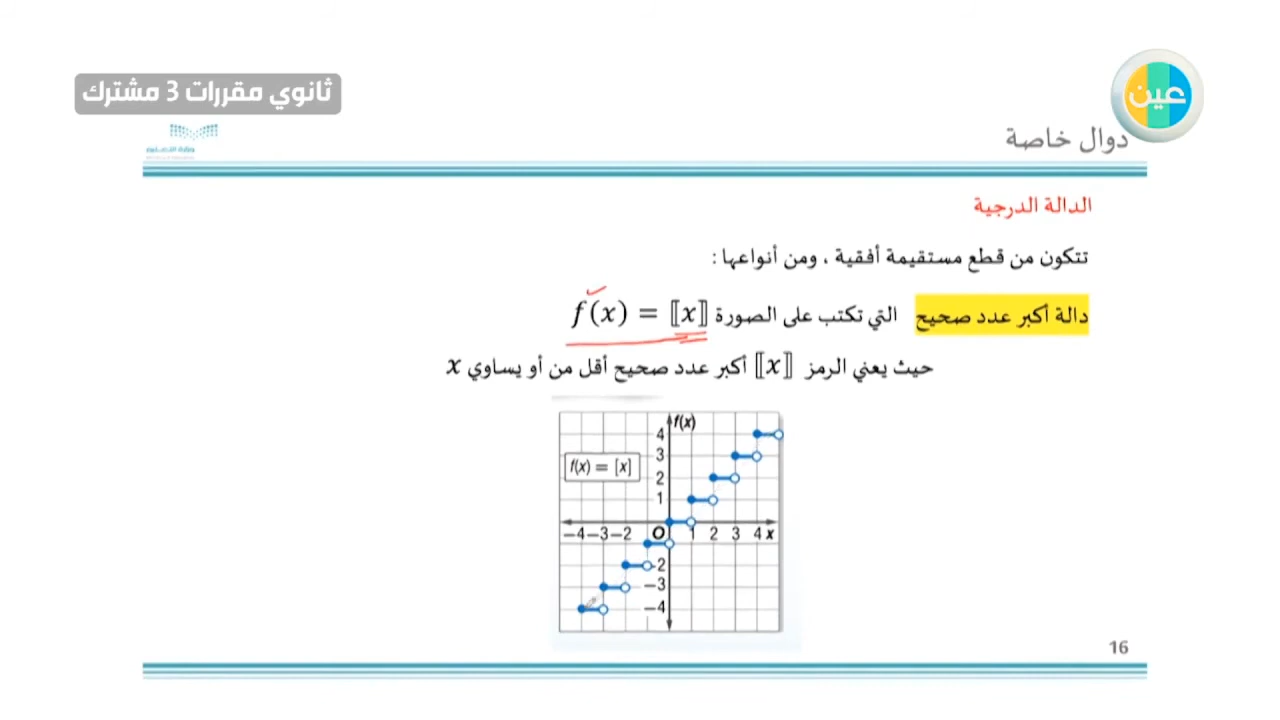 ثانوي مقررات 3 مشترك
عين
دوال خاصة
الدالة الدرجية
تتكون من قطع مستقيمة أفقية ، ومن أنواعها :
دالة أكبر عدد صحيح التي تكتب على الصورة f(x) = ⟦x⟧
حيث يعني الرمز ⟦x⟧ أكبر عدد صحيح أقل من أو يساوي x
f(x)
4
3
f(x) = [x]
2
1
−4 −3 −2 O 1 2 3 4 x
−2
−3
−4
16